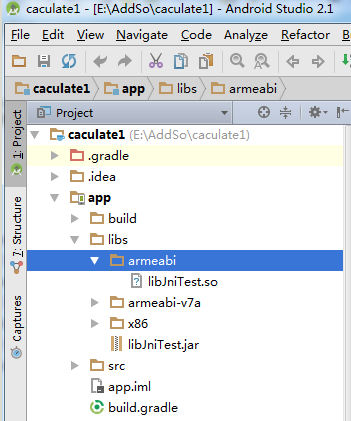 caculate1 - [E:\AddSo\caculate1] - Android Studio 2.1
File Edit View Navigate Code Analyze Refactor
caculate1 app libs armeabi
1: Project
7: Structure
Captures
Project
caculate1 (E:\AddSo\caculate1)
.gradle
.idea
app
build
libs
armeabi
libJniTest.so
armeabi-v7a
x86
libJniTest.jar
src
app.iml
build.gradle